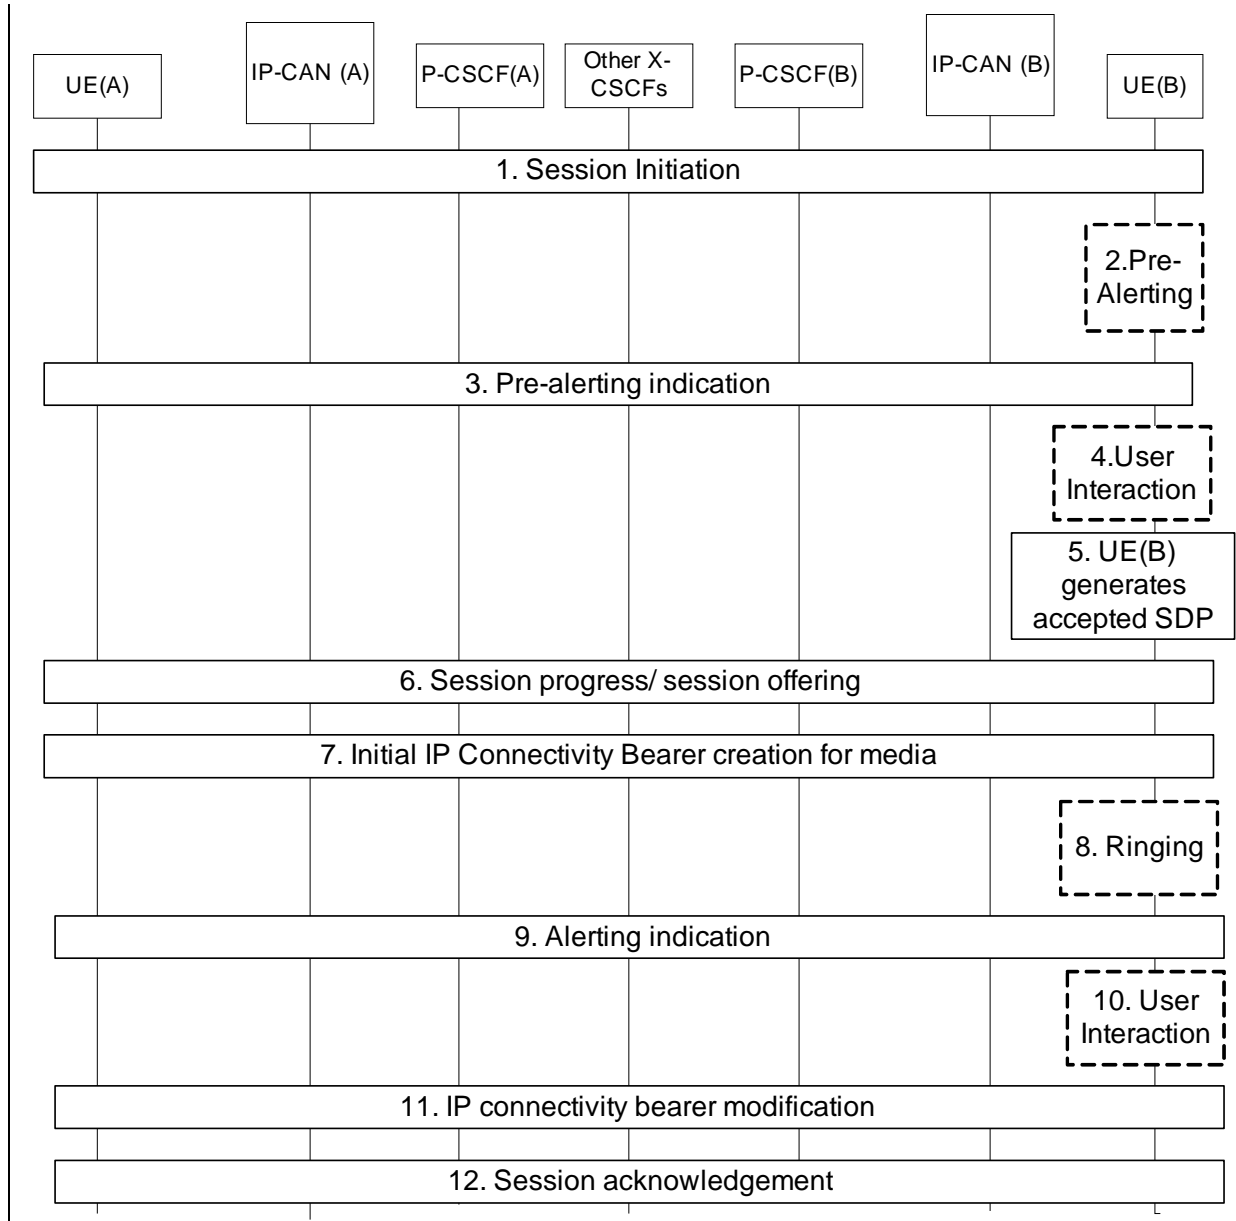 UE(A)
IP-CAN (A)
P-CSCF(A)
Other X-
CSCFs
P-CSCF(B)
IP-CAN (B)
UE(B)
1. Session Initiation
2.Pre-
Alerting
3. Pre-alerting indication
4.User
Interaction
5. UE(B)
generates
accepted SDP
6. Session progress/ session offering
7. Initial IP Connectivity Bearer creation for media
8. Ringing
9. Alerting indication
10. User
Interaction
11. IP connectivity bearer modification
12. Session acknowledgement